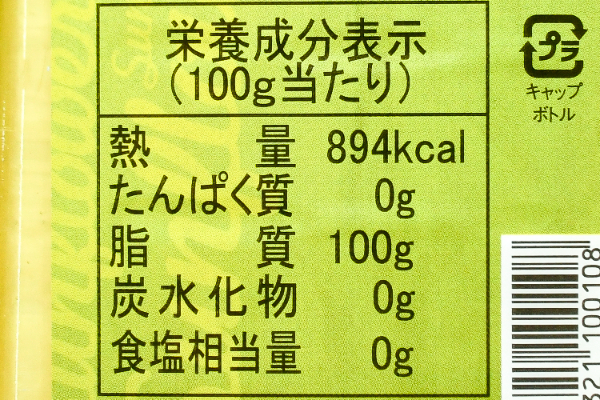 栄養成分表示
(100g当たり)
熱量 894kcal
たんぱく質 0g
脂質 100g
炭水化物 0g
食塩相当量 0g
プラ
キャップ
ボトル
321 100108